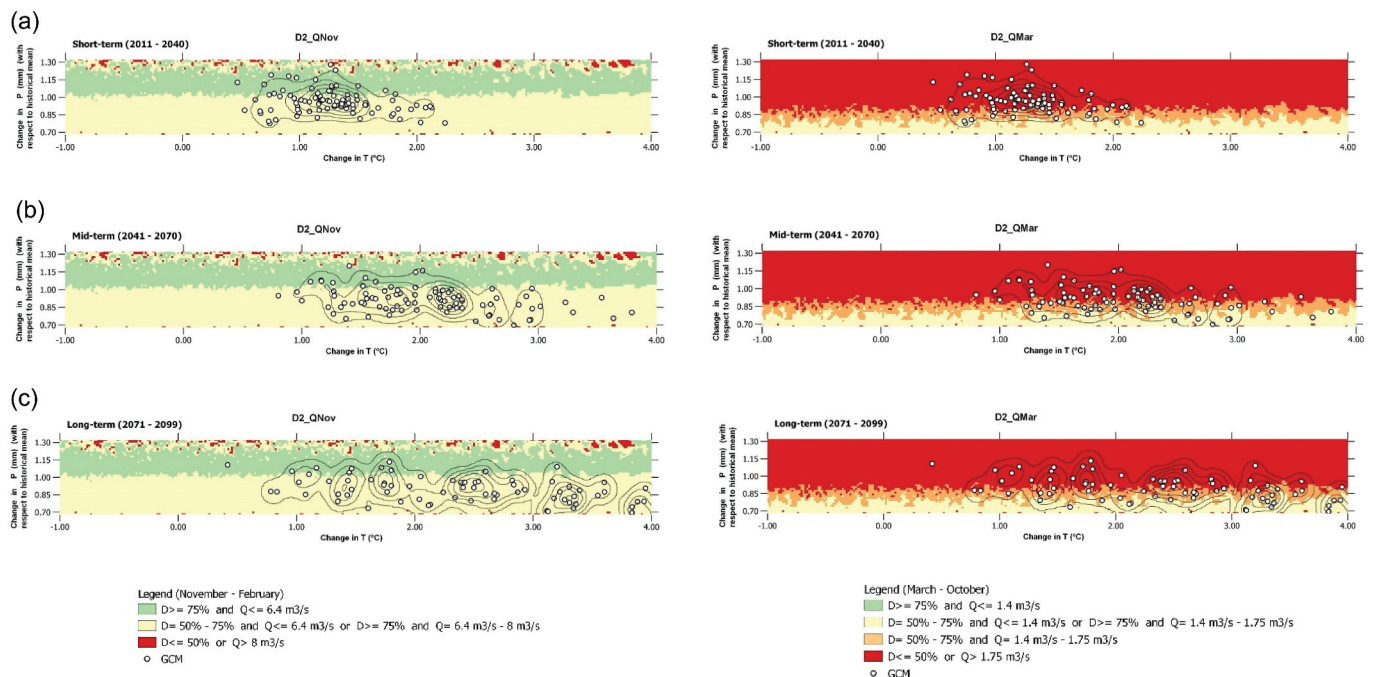 (a)
D2_QNov
Short-term (2011 - 2040)
Change in P (mm) (with
respect to historical mean)
1.30
1.15
1.00
0.85
0.70
-1.00 0.00 1.00 2.00 3.00 4.00
Change in T (°C)
D2_QMar
Short-term (2011 - 2040)
Change in P (mm) (with
respect to historical mean)
1.30
1.15
1.00
0.85
0.70
-1.00 0.00 1.00 2.00 3.00 4.00
Change in T (°C)
(b)
D2_QNov
Mid-term (2041 - 2070)
Change in P (mm) (with
respect to historical mean)
1.30
1.15
1.00
0.85
0.70
-1.00 0.00 1.00 2.00 3.00 4.00
Change in T (°C)
D2_QMar
Mid-term (2041 - 2070)
Change in P (mm) (with
respect to historical mean)
1.30
1.15
1.00
0.85
0.70
-1.00 0.00 1.00 2.00 3.00 4.00
Change in T (°C)
(c)
D2_QNov
Long-term (2071 - 2099)
Change in P (mm) (with
respect to historical mean)
1.30
1.15
1.00
0.85
0.70
-1.00 0.00 1.00 2.00 3.00 4.00
Change in T (°C)
D2_QMar
Long-term (2071 - 2099)
Change in P (mm) (with
respect to historical mean)
1.30
1.15
1.00
0.85
0.70
-1.00 0.00 1.00 2.00 3.00 4.00
Change in T (°C)
Legend (November - February)
D>= 75% and Q<= 6.4 m3/s
D= 50% - 75% and Q<= 6.4 m3/s or D>= 75% and Q= 6.4 m3/s - 8 m3/s
D<= 50% or Q> 8 m3/s
GCM
Legend (March - October)
D>= 75% and Q<= 1.4 m3/s
D= 50% - 75% and Q<= 1.4 m3/s or D>= 75% and Q= 1.4 m3/s - 1.75 m3/s
D= 50% - 75% and Q= 1.4 m3/s - 1.75 m3/s
D<= 50% or Q> 1.75 m3/s
GCM